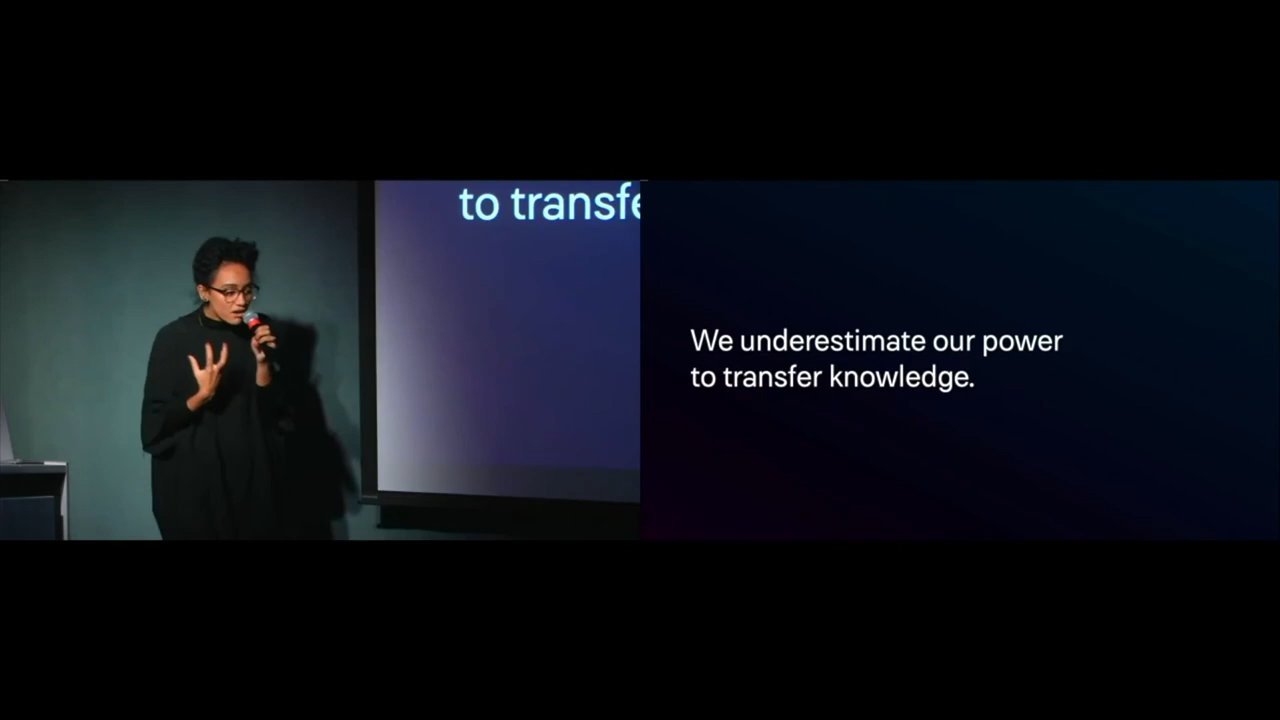 to transfe
We underestimate our power
to transfer knowledge.